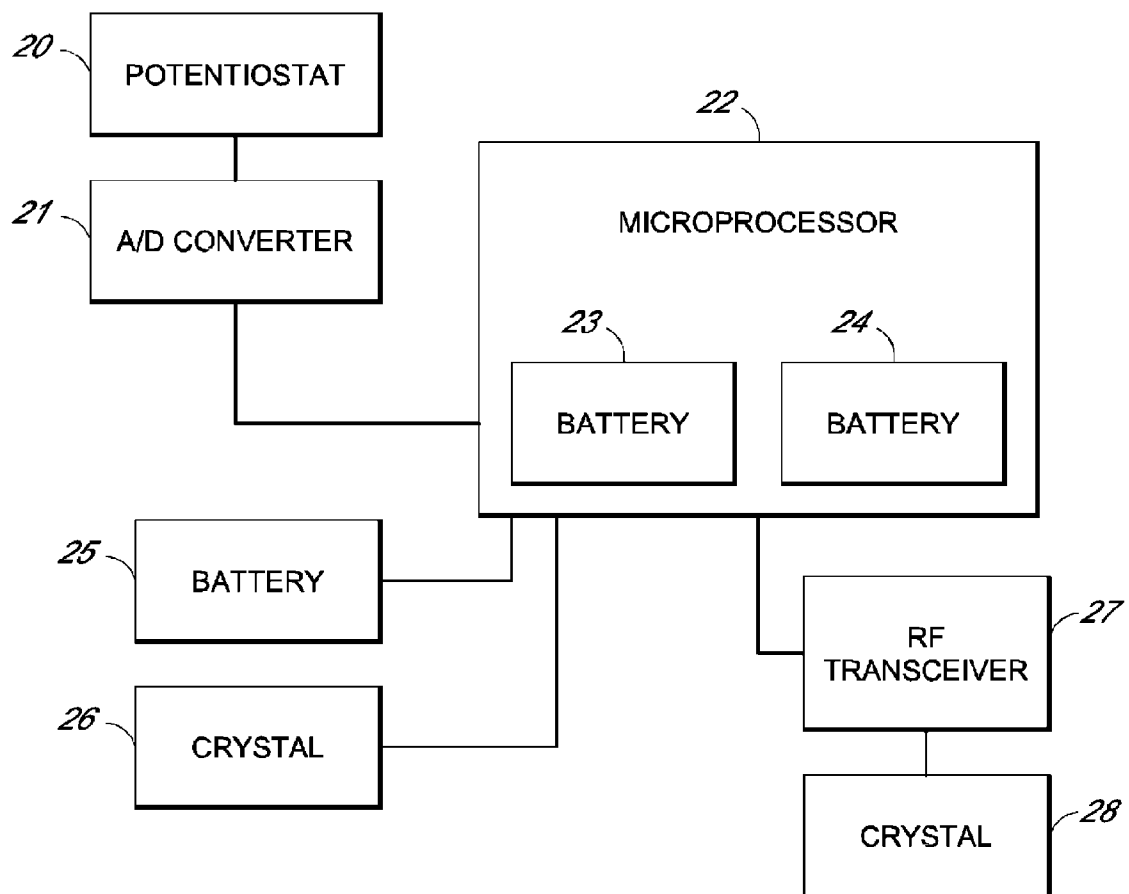 20
POTENTIOSTAT
21
A/D CONVERTER
22
MICROPROCESSOR
23
BATTERY
24
BATTERY
25
BATTERY
26
CRYSTAL
27
RF
TRANSCEIVER
28
CRYSTAL